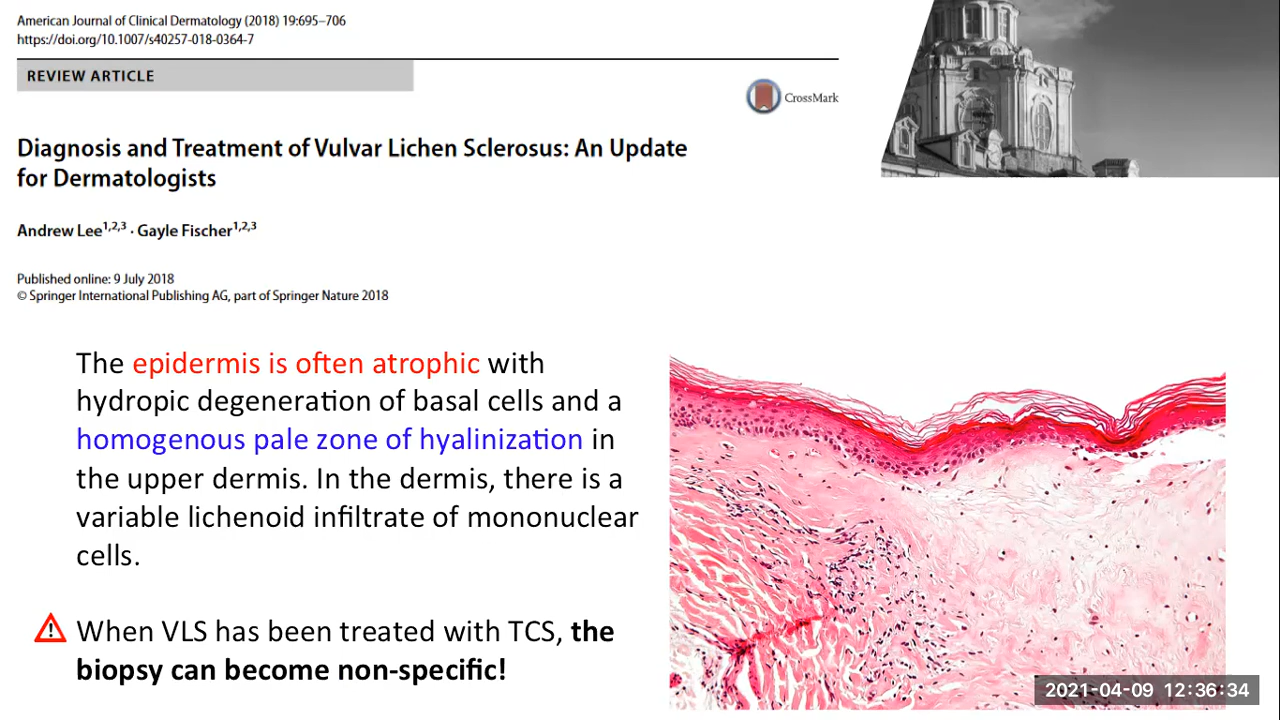 American Journal of Clinical Dermatology (2018) 19:695–706
https://doi.org/10.1007/s40257-018-0364-7
REVIEW ARTICLE
CrossMark
Diagnosis and Treatment of Vulvar Lichen Sclerosus: An Update
for Dermatologists
Andrew Lee1,2,3 · Gayle Fischer1,2,3
Published online: 9 July 2018
© Springer International Publishing AG, part of Springer Nature 2018
The epidermis is often atrophic with
hydropic degeneration of basal cells and a
homogenous pale zone of hyalinization in
the upper dermis. In the dermis, there is a
variable lichenoid infiltrate of mononuclear
cells.
When VLS has been treated with TCS, the
biopsy can become non-specific!
2021-04-09 12:36:34